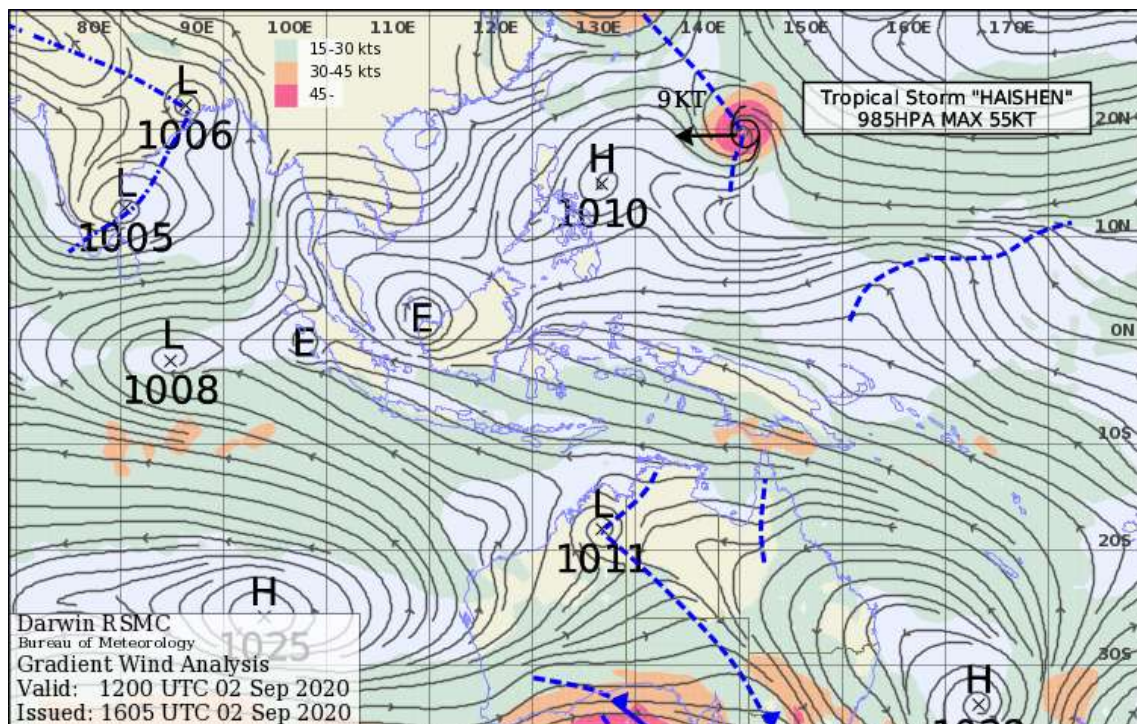 80E 90E 100E 110E 120E 130E 140E 150E 160E 170E
15-30 kts
30-45 kts
45-
L
1006
9KT
Tropical Storm "HAISHEN"
985HPA MAX 55KT
20N
H
1010
L
1005
10N
E
E
0N
L
1008
10S
L
1011
20S
H
1025
Darwin RSMC
Bureau of Meteorology
Gradient Wind Analysis
Valid: 1200 UTC 02 Sep 2020
Issued: 1605 UTC 02 Sep 2020
30S
H